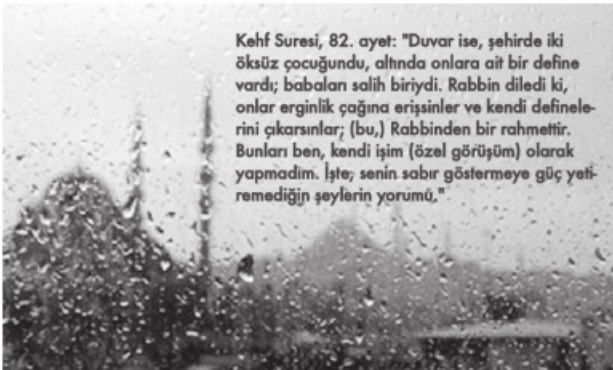 Kehf Suresi, 82. ayet: "Duvar ise, şehirde iki
öksüz çocuğundu, altında onlara ait bir define
vardı; babaları salih biriydi. Rabbin diledi ki,
onlar erginlik çağına erişsinler ve kendi definele-
rini çıkarsınlar; (bu,) Rabbinden bir rahmettir.
Bunları ben, kendi işim (özel görüşüm) olarak
yapmadim. İşte, senin sabır göstermeye güç yeti-
remediğin şeylerin yorumu."